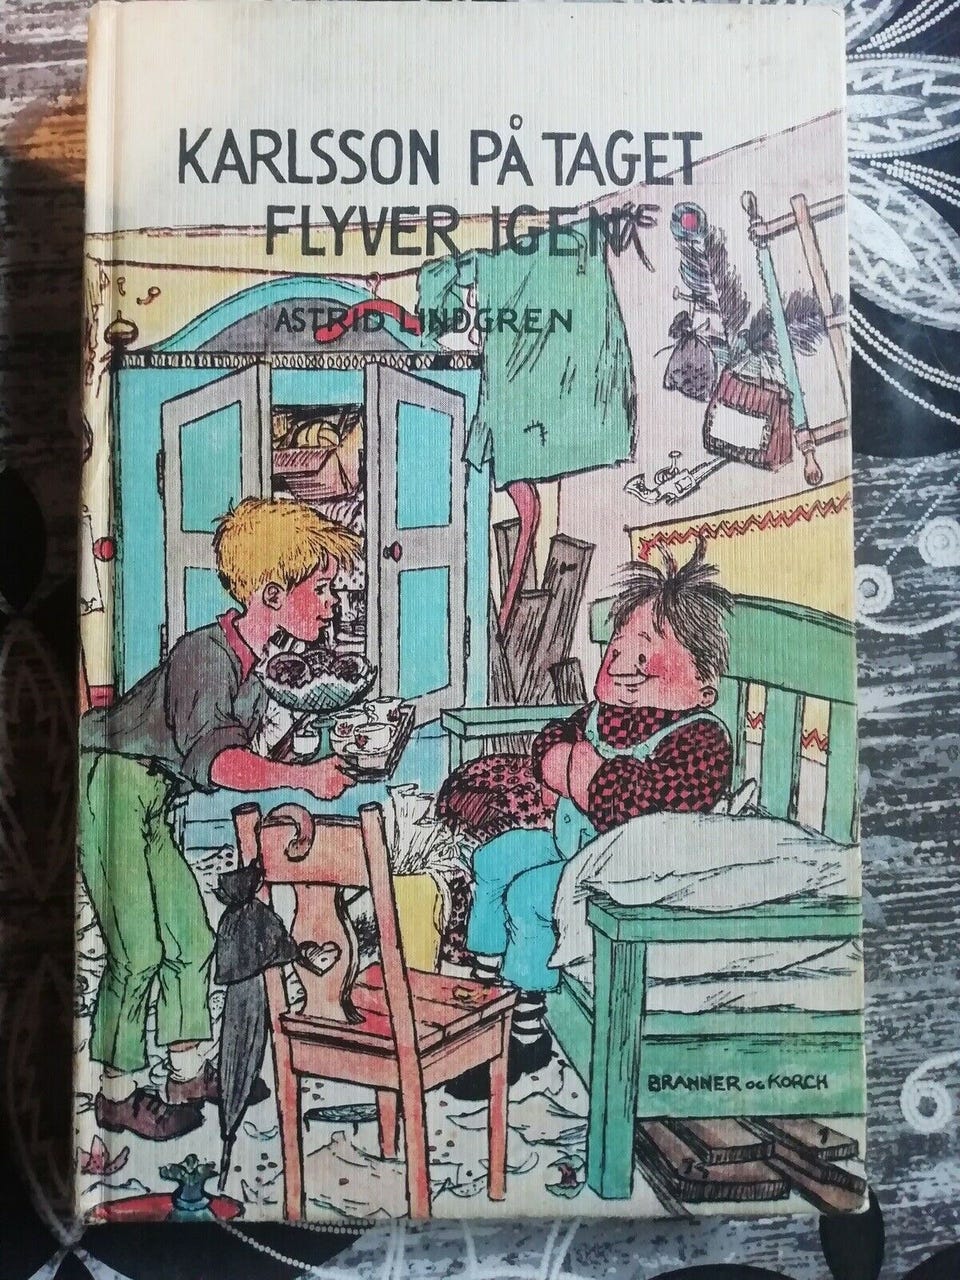 KARLSSON PÅ TAGET
FLYVER IGEN
ASTRID LINDGREN
BRANNER OG KORCH